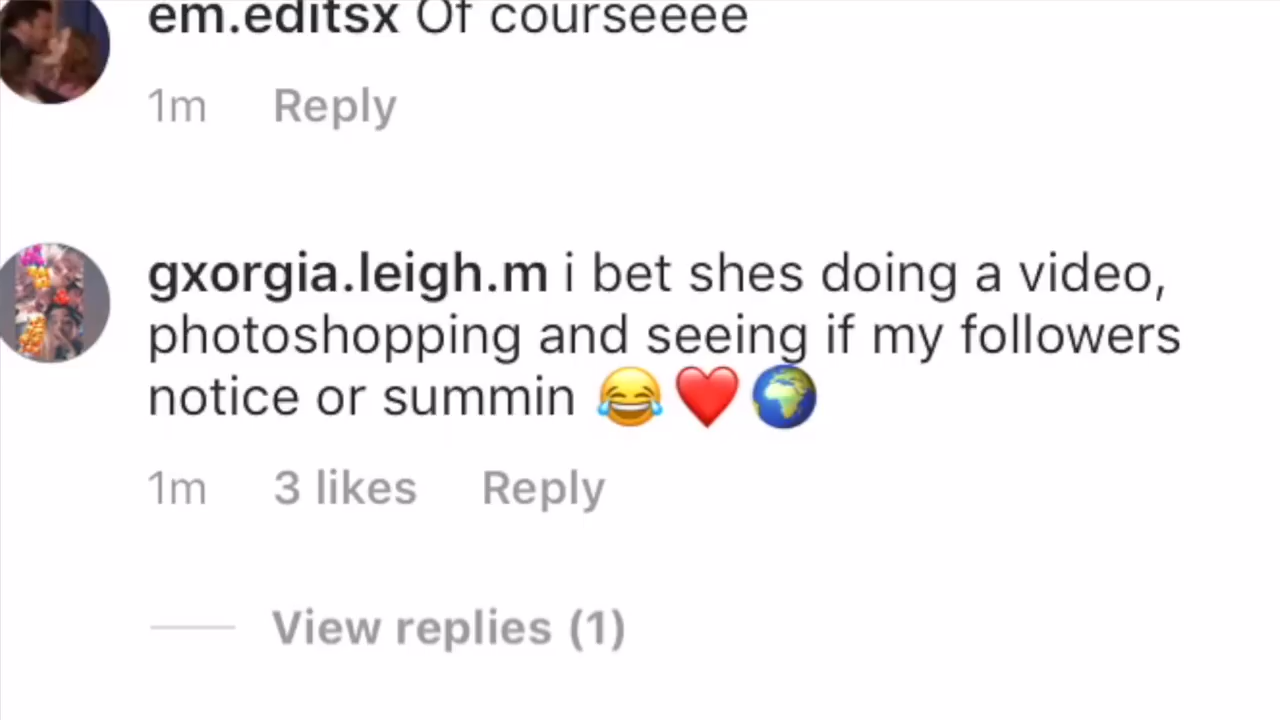 em.editsx Of courseeee
1m Reply
gxorgia.leigh.m i bet shes doing a video,
photoshopping and seeing if my followers
notice or summin 😂❤️🌍
1m 3 likes Reply
View replies (1)